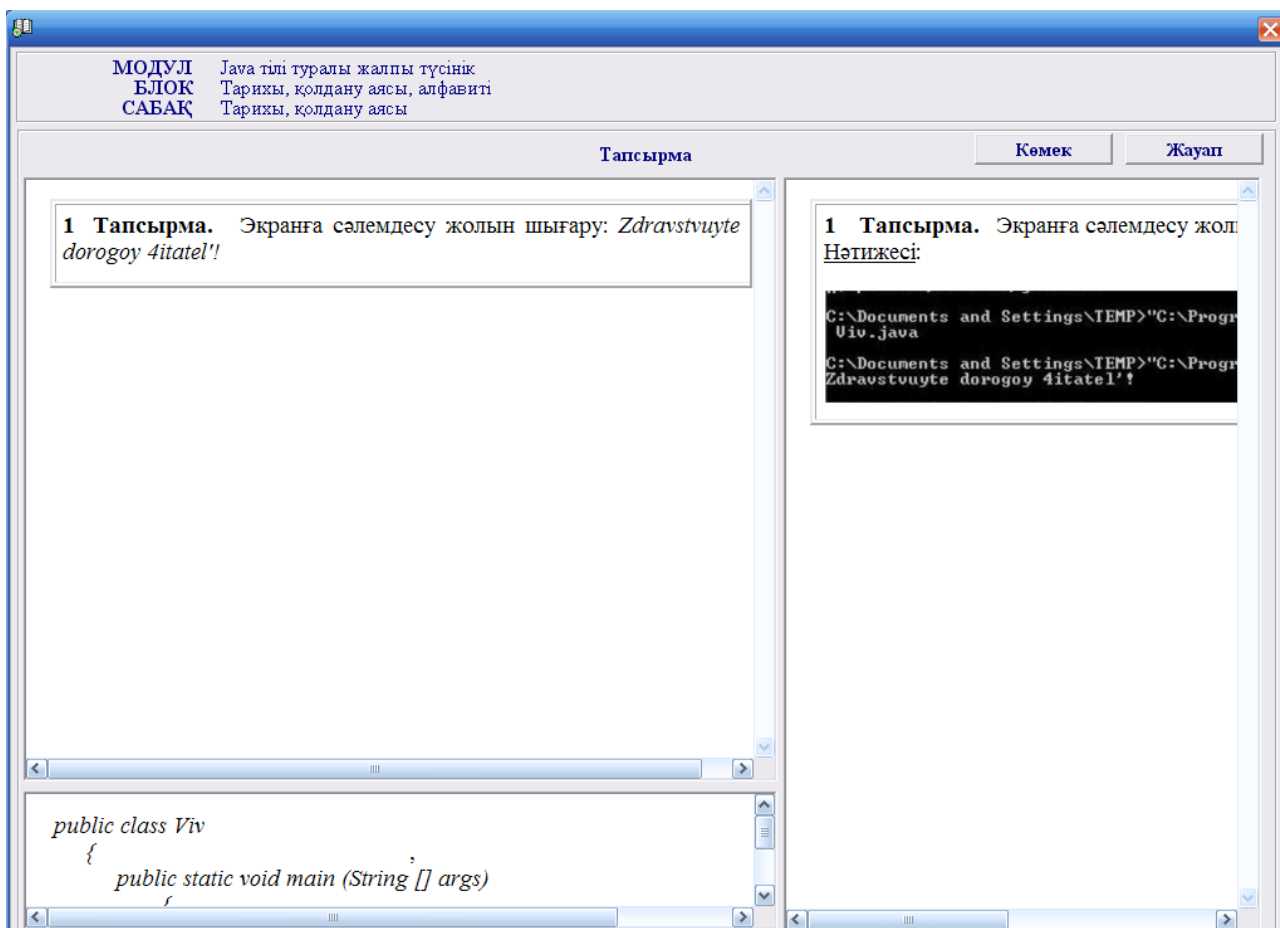 МОДУЛ Java тілі туралы жалпы түсінік
БЛОК Тарихы, қолдану аясы, алфавиті
САБАҚ Тарихы, қолдану аясы
Тапсырма
Көмек
Жауап
1 Тапсырма. Экранға сәлемдесу жолын шығару: Zdravstvuyte
dorogoy 4itatel'!
public class Viv
{ ,
public static void main (String [] args)
{
1 Тапсырма. Экранға сәлемдесу жол
Нәтижесі:
C:\Documents and Settings\TEMP>"C:\Progr
Viv.java
C:\Documents and Settings\TEMP>"C:\Progr
Zdravstvuyte dorogoy 4itatel'!